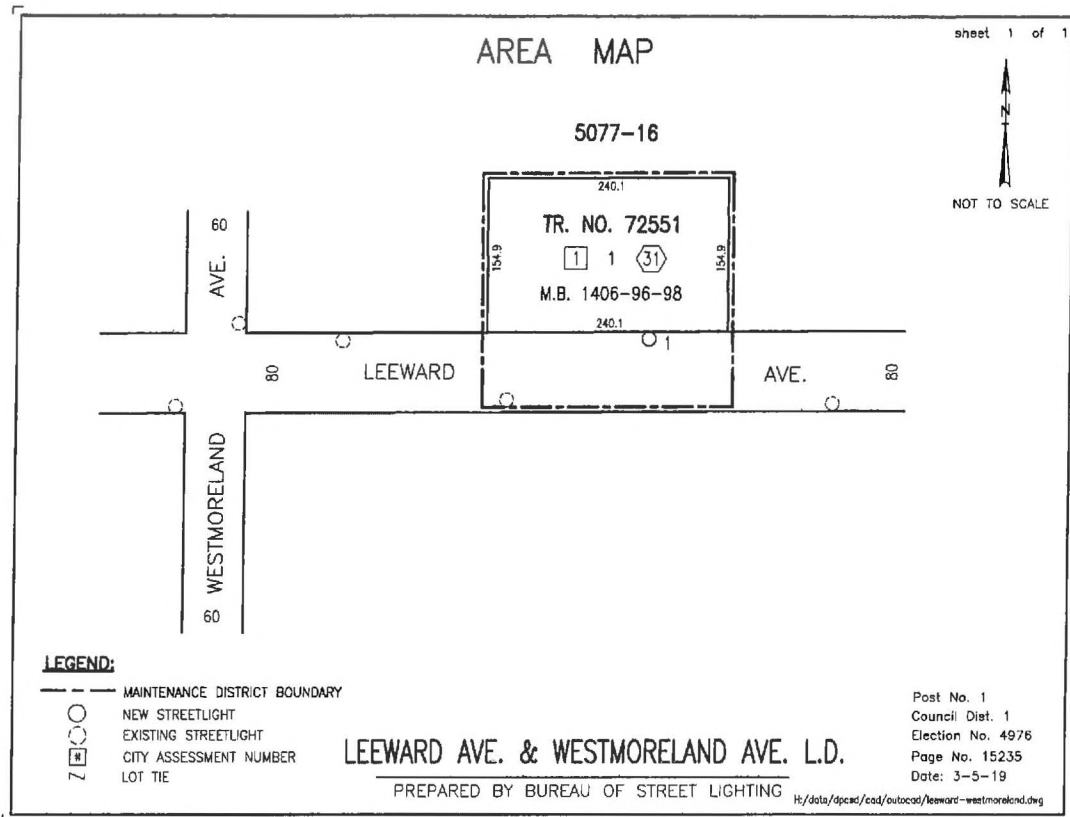 sheet 1 of 1
AREA MAP
N
NOT TO SCALE
5077-16
240.1
TR. NO. 72551
154.9
1 1 31
154.9
M.B. 1406-96-98
240.1
60
AVE.
1
80
LEEWARD
AVE.
80
WESTMORELAND
60
LEGEND:
MAINTENANCE DISTRICT BOUNDARY
NEW STREETLIGHT
EXISTING STREETLIGHT
# CITY ASSESSMENT NUMBER
LOT TIE
LEEWARD AVE. & WESTMORELAND AVE. L.D.
PREPARED BY BUREAU OF STREET LIGHTING
Post No. 1
Council Dist. 1
Election No. 4976
Page No. 15235
Date: 3-5-19
H:/data/dpcsd/cad/autocad/leeward-westmoreland.dwg